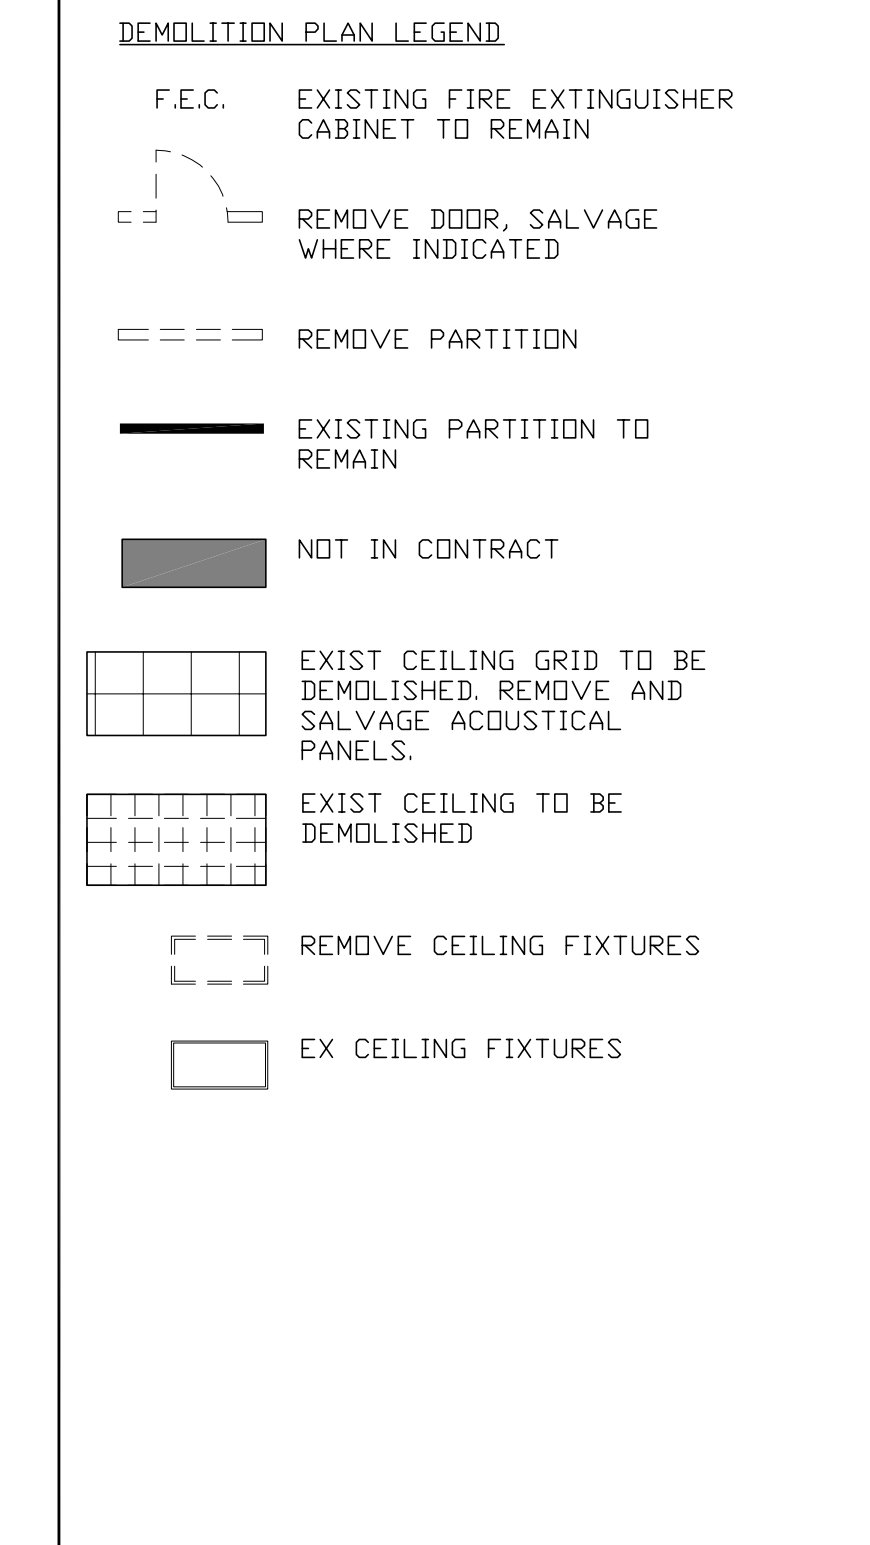 DEMOLITION PLAN LEGEND
F.E.C.
EXISTING FIRE EXTINGUISHER
CABINET TO REMAIN
REMOVE DOOR, SALVAGE
WHERE INDICATED
REMOVE PARTITION
EXISTING PARTITION TO
REMAIN
NOT IN CONTRACT
EXIST CEILING GRID TO BE
DEMOLISHED. REMOVE AND
SALVAGE ACOUSTICAL
PANELS.
EXIST CEILING TO BE
DEMOLISHED
REMOVE CEILING FIXTURES
EX CEILING FIXTURES